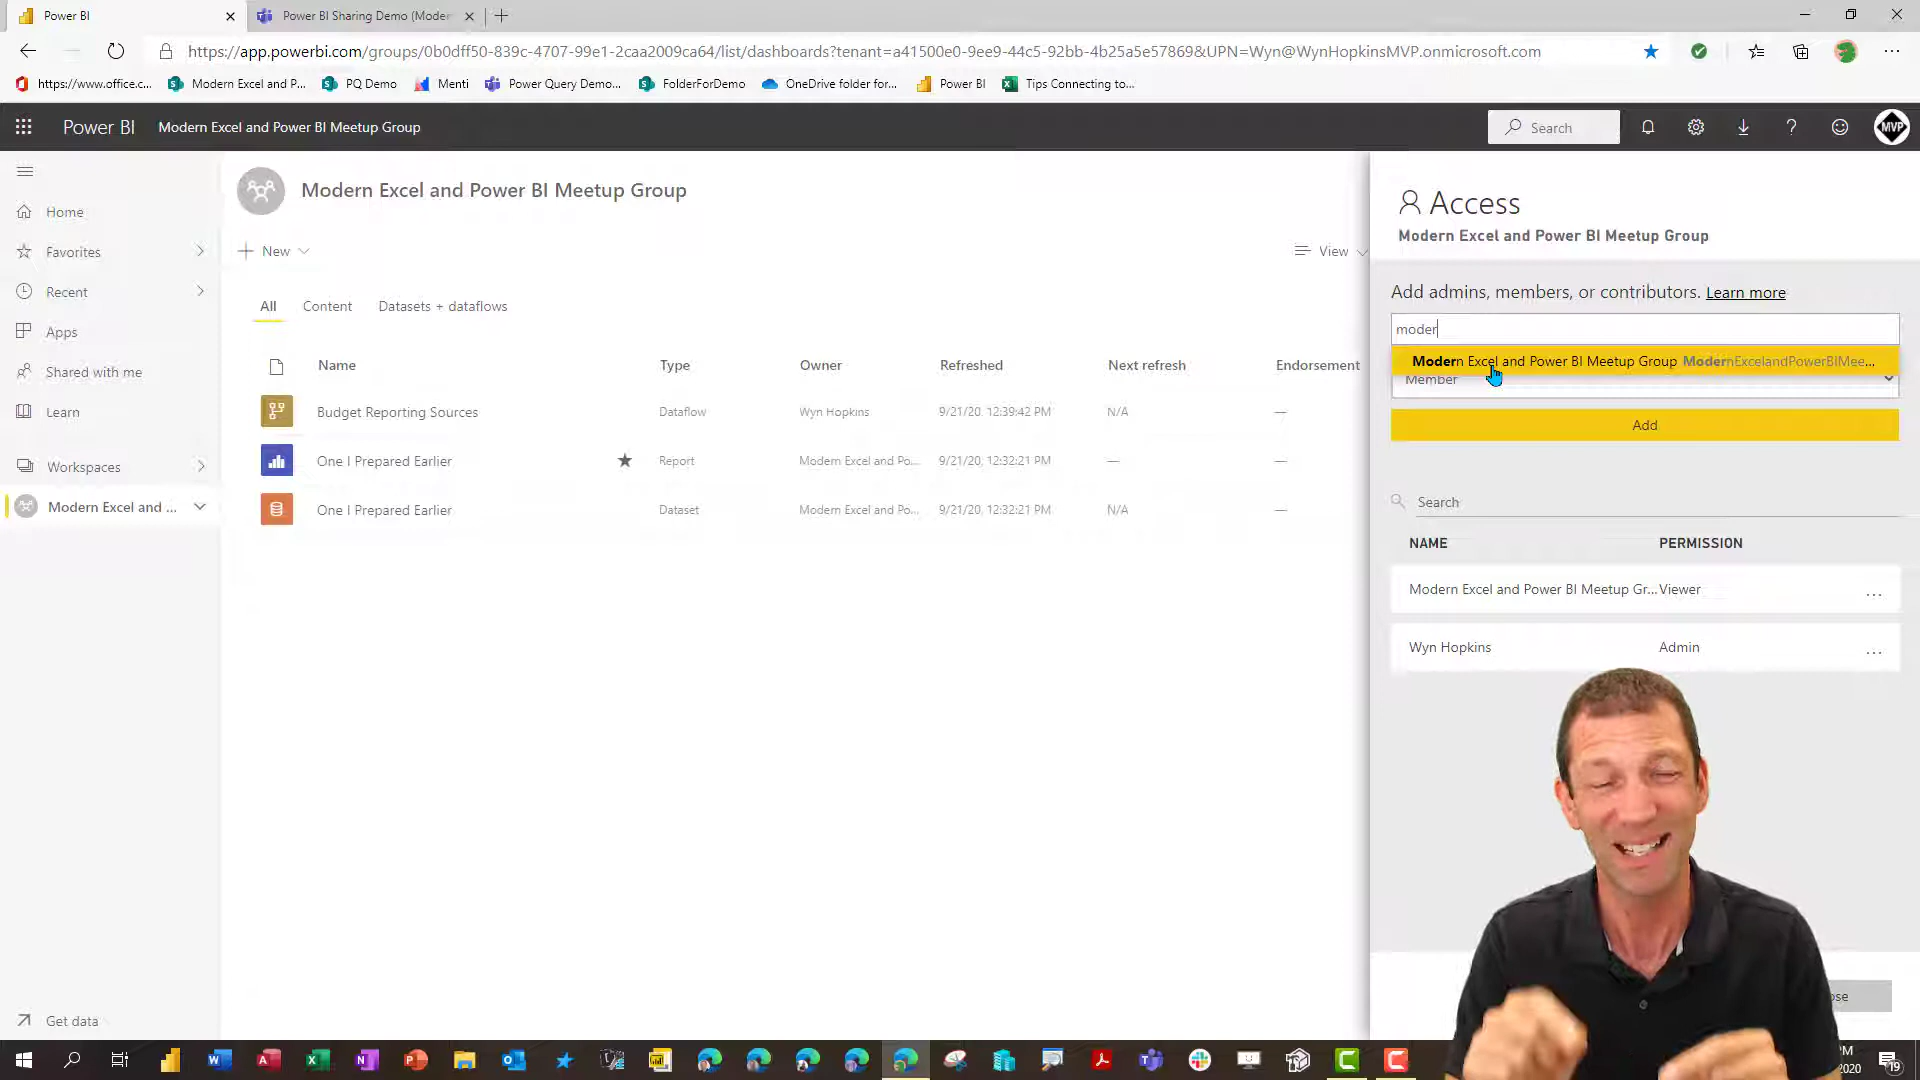 Power BI
Power BI Sharing Demo (Moder
https://app.powerbi.com/groups/0b0dff50-839c-4707-99e1-2caa2009ca64/list/dashboards?tenant=a41500e0-9ee9-44c5-92bb-4b25a5e57869&UPN=Wyn@WynHopkinsMVP.onmicrosoft.com
https://www.office.c... Modern Excel and P... PQ Demo Menti Power Query Demo... FolderForDemo OneDrive folder for... Power BI Tips Connecting to...
Power BI Modern Excel and Power BI Meetup Group Search MVP
Home
Favorites
Recent
Apps
Shared with me
Learn
Workspaces
Modern Excel and ...
Get data
Modern Excel and Power BI Meetup Group
New View
All Content Datasets + dataflows
Name Type Owner Refreshed Next refresh Endorsement
Budget Reporting Sources Dataflow Wyn Hopkins 9/21/20, 12:39:42 PM N/A —
One I Prepared Earlier Report Modern Excel and Po... 9/21/20, 12:32:21 PM — —
One I Prepared Earlier Dataset Modern Excel and Po... 9/21/20, 12:32:21 PM N/A —
Access
Modern Excel and Power BI Meetup Group
Add admins, members, or contributors. Learn more
moder
Modern Excel and Power BI Meetup Group ModernExcelandPowerBIMee...
Member
Add
Search
NAME PERMISSION
Modern Excel and Power BI Meetup Gr... Viewer ...
Wyn Hopkins Admin ...
ose
PM
2020
19